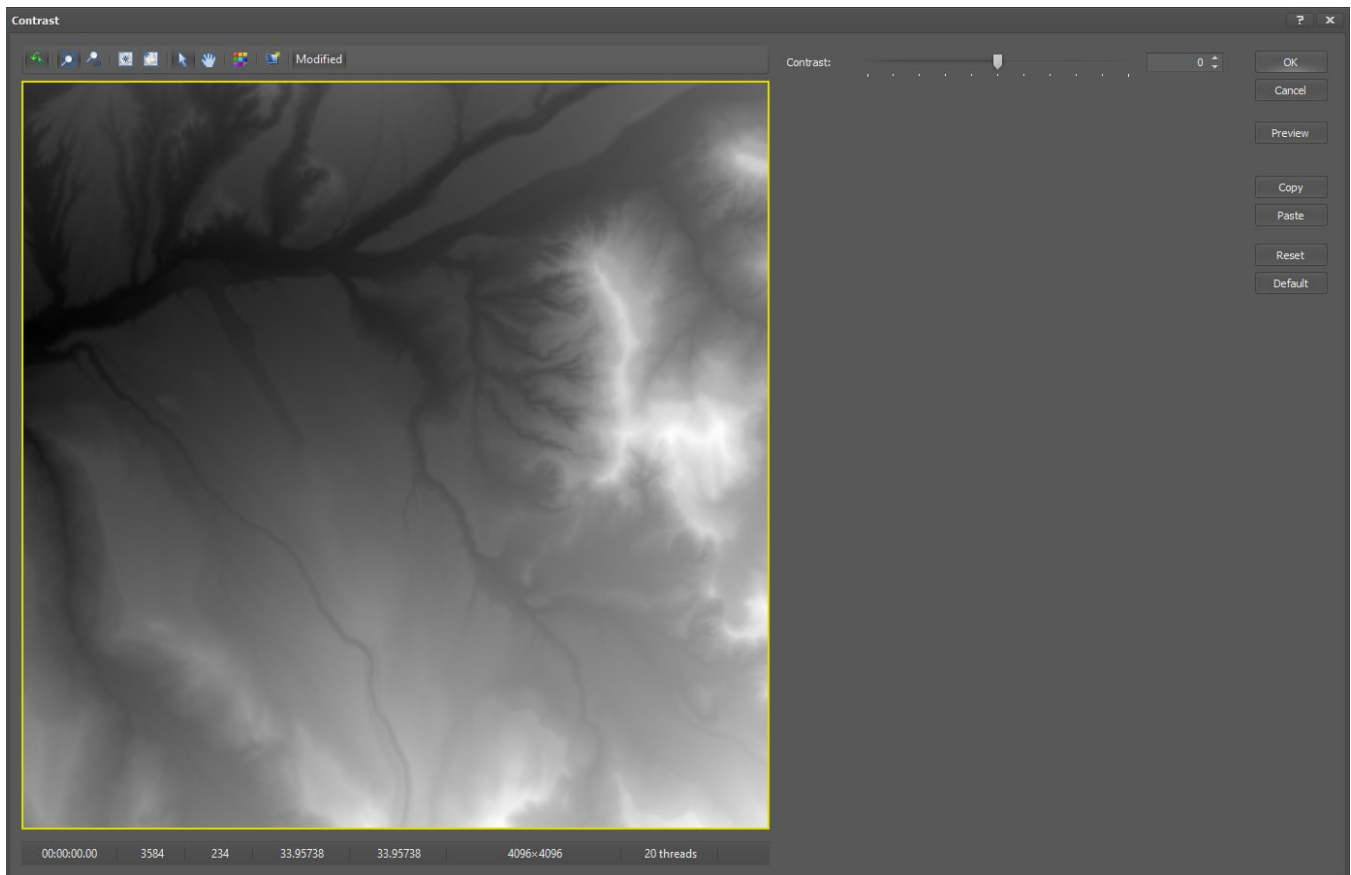 Contrast
Modified
Contrast: 0
OK
Cancel
Preview
Copy
Paste
Reset
Default
00:00:00.00 3584 234 33.95738 33.95738 4096×4096 20 threads